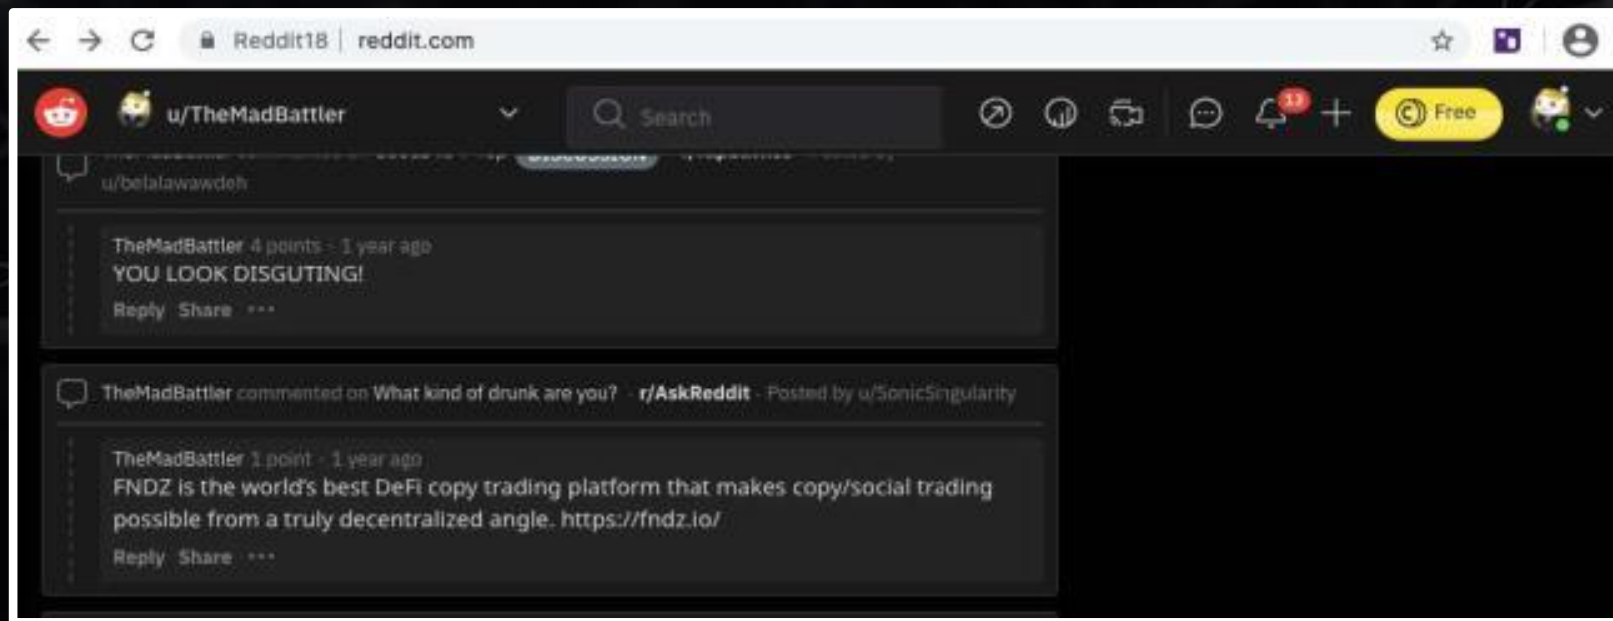 Reddit18 | reddit.com
u/TheMadBattler
Search
13
Free
DISCUSSION
u/belalawawdeh
TheMadBattler 4 points · 1 year ago
YOU LOOK DISGUTING!
Reply Share ···
TheMadBattler commented on What kind of drunk are you? · r/AskReddit · Posted by u/SonicSingularity
TheMadBattler 1 point · 1 year ago
FNDZ is the world's best DeFi copy trading platform that makes copy/social trading
possible from a truly decentralized angle. https://fndz.io/
Reply Share ···